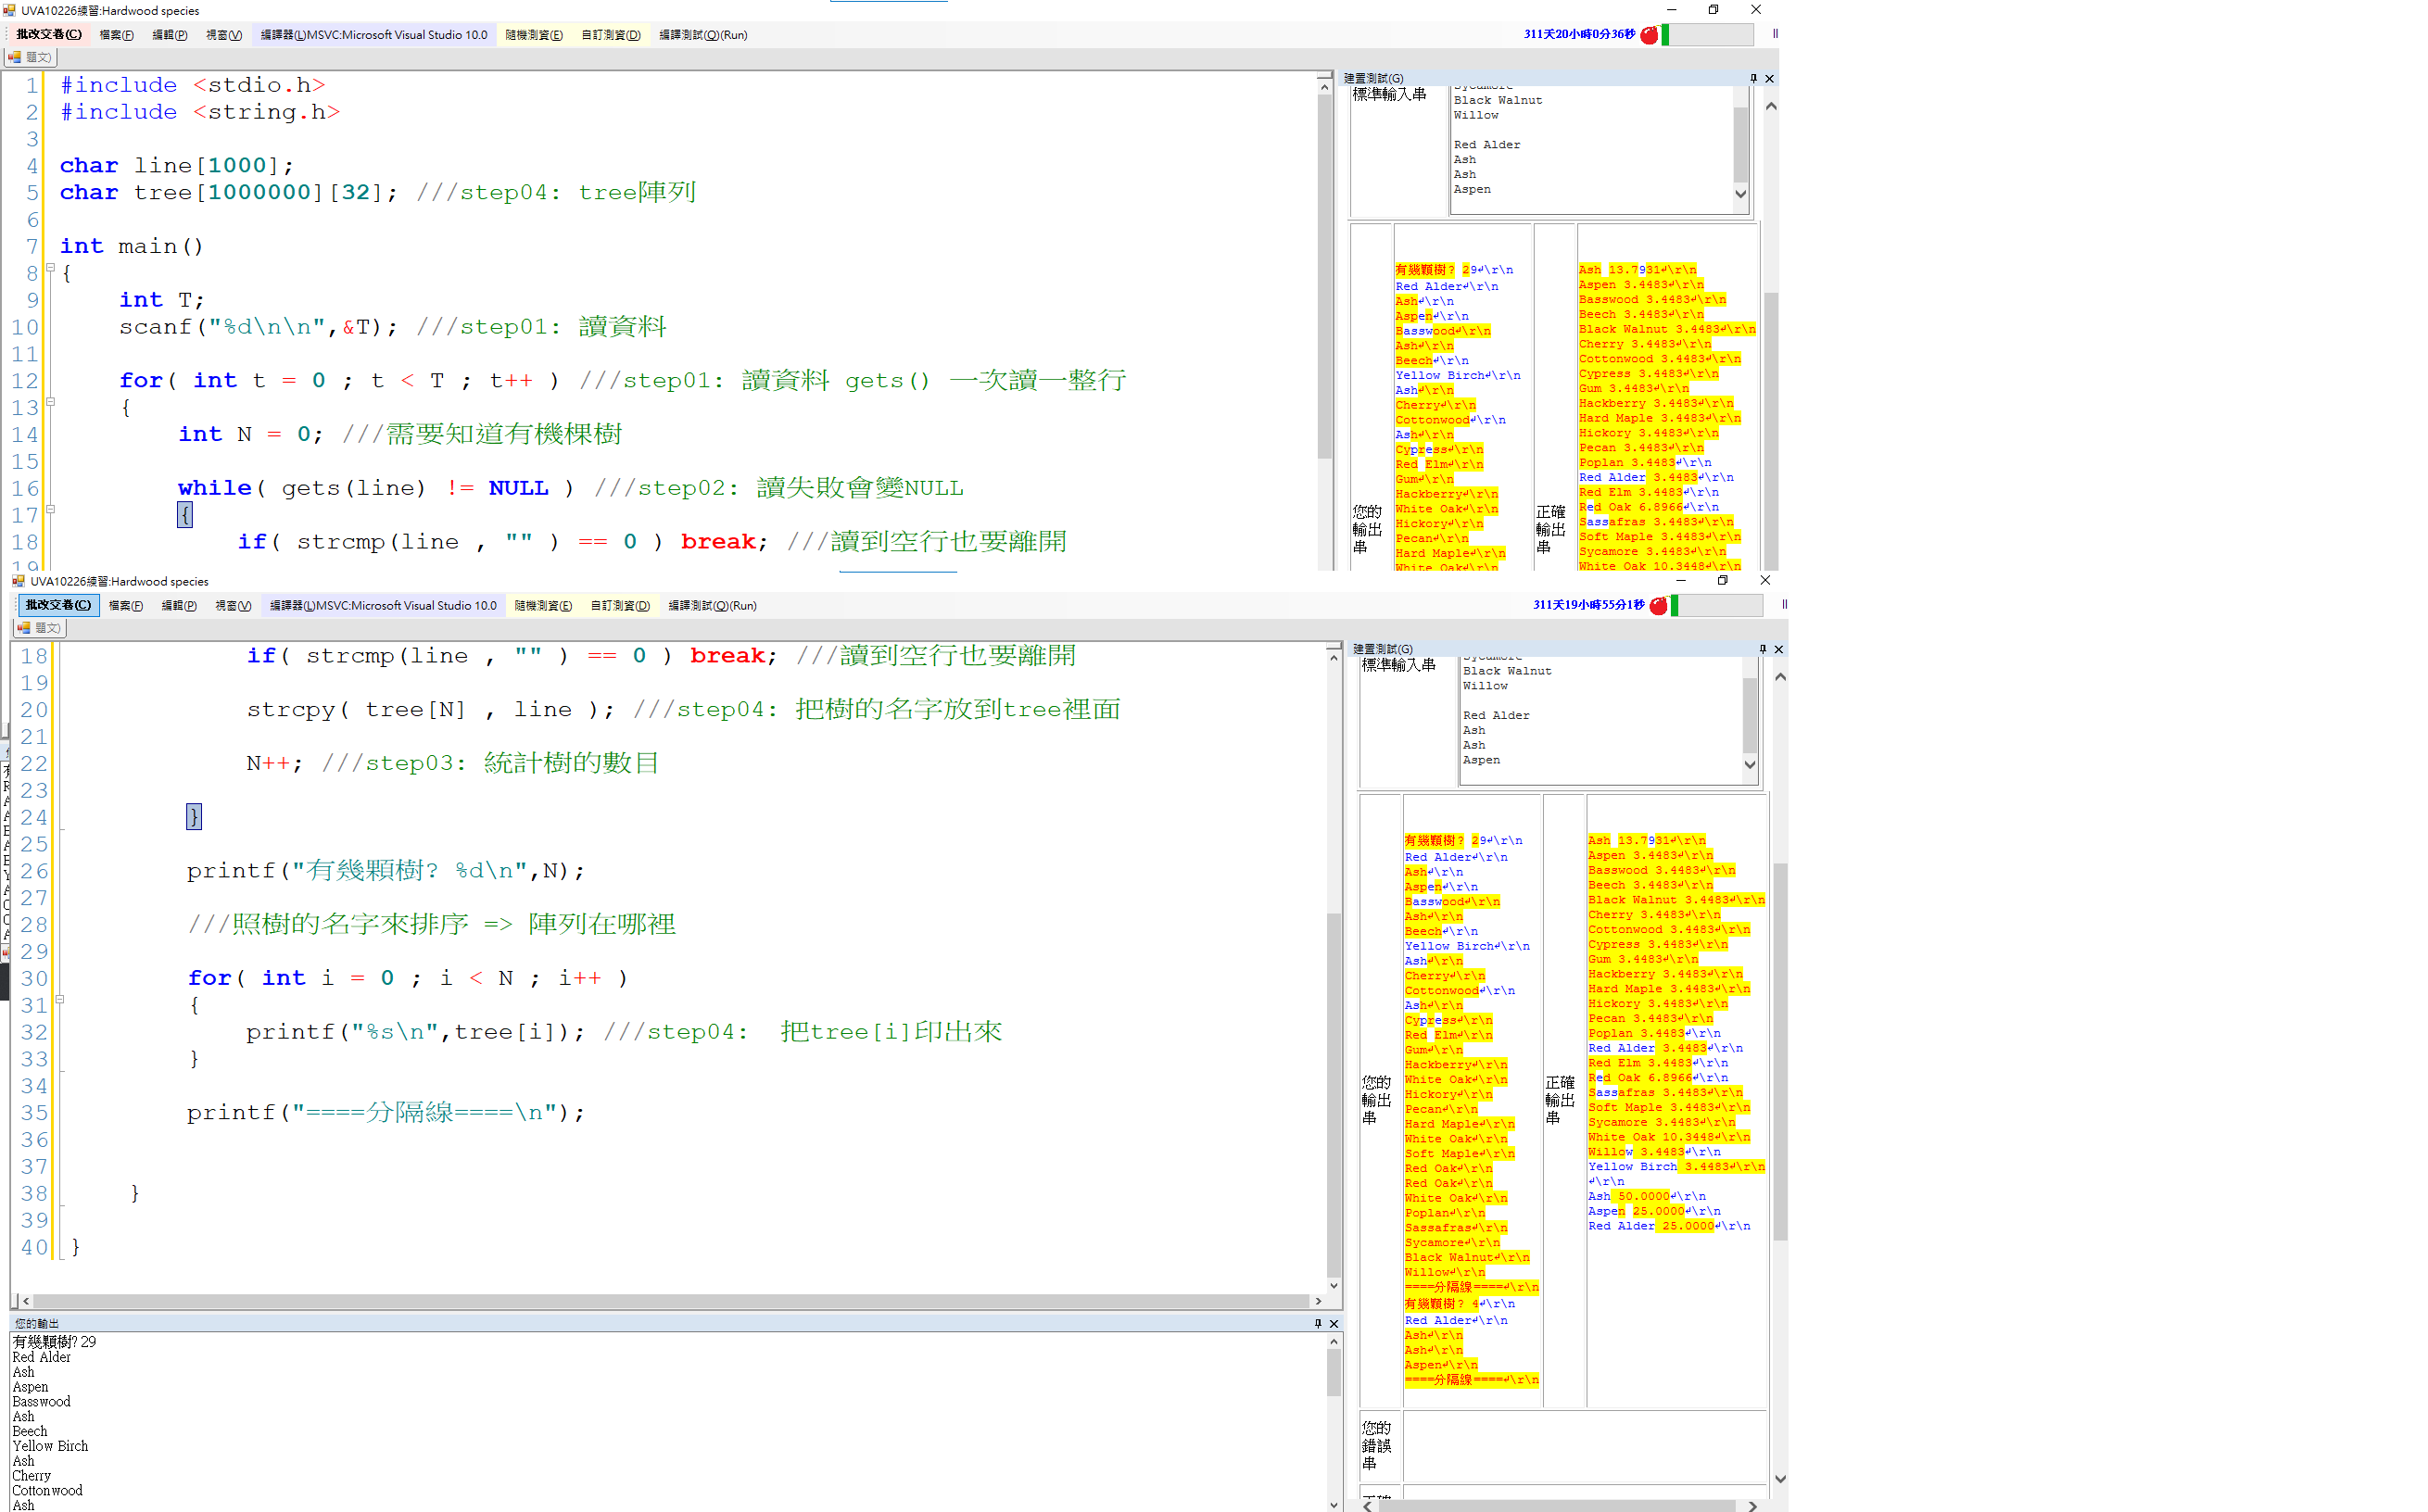 UVA10226練習:Hardwood species
批改交卷(C) 檔案(F) 編輯(P) 視窗(V) 編譯器(L)MSVC:Microsoft Visual Studio 10.0 隨機測資(E) 自訂測資(D) 編譯測試(Q)(Run) 311天20小時0分36秒
題文)
1 #include <stdio.h>
2 #include <string.h>
3
4 char line[1000];
5 char tree[1000000][32]; ///step04: tree陣列
6
7 int main()
8 {
9 int T;
10 scanf("%d\n\n",&T); ///step01: 讀資料
11
12 for( int t = 0 ; t < T ; t++ ) ///step01: 讀資料 gets() 一次讀一整行
13 {
14 int N = 0; ///需要知道有機棵樹
15
16 while( gets(line) != NULL ) ///step02: 讀失敗會變NULL
17 {
18 if( strcmp(line , "" ) == 0 ) break; ///讀到空行也要離開
19
建置測試(G)
標準輸入串
Sycamore
Black Walnut
Willow
Red Alder
Ash
Ash
Aspen
您的輸出串
有幾顆樹? 29↵\r\n
Red Alder↵\r\n
Ash↵\r\n
Aspen↵\r\n
Basswood↵\r\n
Ash↵\r\n
Beech↵\r\n
Yellow Birch↵\r\n
Ash↵\r\n
Cherry↵\r\n
Cottonwood↵\r\n
Ash↵\r\n
Cypress↵\r\n
Red Elm↵\r\n
Gum↵\r\n
Hackberry↵\r\n
White Oak↵\r\n
Hickory↵\r\n
Pecan↵\r\n
Hard Maple↵\r\n
White Oak↵\r\n
正確輸出串
Ash 13.7931↵\r\n
Aspen 3.4483↵\r\n
Basswood 3.4483↵\r\n
Beech 3.4483↵\r\n
Black Walnut 3.4483↵\r\n
Cherry 3.4483↵\r\n
Cottonwood 3.4483↵\r\n
Cypress 3.4483↵\r\n
Gum 3.4483↵\r\n
Hackberry 3.4483↵\r\n
Hard Maple 3.4483↵\r\n
Hickory 3.4483↵\r\n
Pecan 3.4483↵\r\n
Poplan 3.4483↵\r\n
Red Alder 3.4483↵\r\n
Red Elm 3.4483↵\r\n
Red Oak 6.8966↵\r\n
Sassafras 3.4483↵\r\n
Soft Maple 3.4483↵\r\n
Sycamore 3.4483↵\r\n
White Oak 10.3448↵\r\n
UVA10226練習:Hardwood species
批改交卷(C) 檔案(F) 編輯(P) 視窗(V) 編譯器(L)MSVC:Microsoft Visual Studio 10.0 隨機測資(E) 自訂測資(D) 編譯測試(Q)(Run) 311天19小時55分1秒
題文)
18 if( strcmp(line , "" ) == 0 ) break; ///讀到空行也要離開
19
20 strcpy( tree[N] , line ); ///step04: 把樹的名字放到tree裡面
21
22 N++; ///step03: 統計樹的數目
23
24 }
25
26 printf("有幾顆樹? %d\n",N);
27
28 ///照樹的名字來排序 => 陣列在哪裡
29
30 for( int i = 0 ; i < N ; i++ )
31 {
32 printf("%s\n",tree[i]); ///step04: 把tree[i]印出來
33 }
34
35 printf("====分隔線====\n");
36
37
38 }
39
40 }
您的輸出
有幾顆樹? 29
Red Alder
Ash
Aspen
Basswood
Ash
Beech
Yellow Birch
Ash
Cherry
Cottonwood
Ash
建置測試(G)
標準輸入串
Sycamore
Black Walnut
Willow
Red Alder
Ash
Ash
Aspen
您的輸出串
有幾顆樹? 29↵\r\n
Red Alder↵\r\n
Ash↵\r\n
Aspen↵\r\n
Basswood↵\r\n
Ash↵\r\n
Beech↵\r\n
Yellow Birch↵\r\n
Ash↵\r\n
Cherry↵\r\n
Cottonwood↵\r\n
Ash↵\r\n
Cypress↵\r\n
Red Elm↵\r\n
Gum↵\r\n
Hackberry↵\r\n
White Oak↵\r\n
Hickory↵\r\n
Pecan↵\r\n
Hard Maple↵\r\n
White Oak↵\r\n
Soft Maple↵\r\n
Red Oak↵\r\n
Red Oak↵\r\n
White Oak↵\r\n
Poplan↵\r\n
Sassafras↵\r\n
Sycamore↵\r\n
Black Walnut↵\r\n
Willow↵\r\n
====分隔線====↵\r\n
有幾顆樹? 4↵\r\n
Red Alder↵\r\n
Ash↵\r\n
Ash↵\r\n
Aspen↵\r\n
====分隔線====↵\r\n
正確輸出串
Ash 13.7931↵\r\n
Aspen 3.4483↵\r\n
Basswood 3.4483↵\r\n
Beech 3.4483↵\r\n
Black Walnut 3.4483↵\r\n
Cherry 3.4483↵\r\n
Cottonwood 3.4483↵\r\n
Cypress 3.4483↵\r\n
Gum 3.4483↵\r\n
Hackberry 3.4483↵\r\n
Hard Maple 3.4483↵\r\n
Hickory 3.4483↵\r\n
Pecan 3.4483↵\r\n
Poplan 3.4483↵\r\n
Red Alder 3.4483↵\r\n
Red Elm 3.4483↵\r\n
Red Oak 6.8966↵\r\n
Sassafras 3.4483↵\r\n
Soft Maple 3.4483↵\r\n
Sycamore 3.4483↵\r\n
White Oak 10.3448↵\r\n
Willow 3.4483↵\r\n
Yellow Birch 3.4483↵\r\n
↵\r\n
Ash 50.0000↵\r\n
Aspen 25.0000↵\r\n
Red Alder 25.0000↵\r\n
您的錯誤串